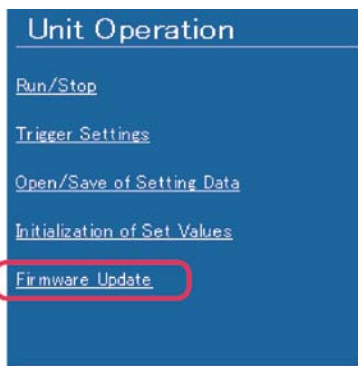 Unit Operation
Run/Stop
Trigger Settings
Open/Save of Setting Data
Initialization of Set Values
Firmware Update